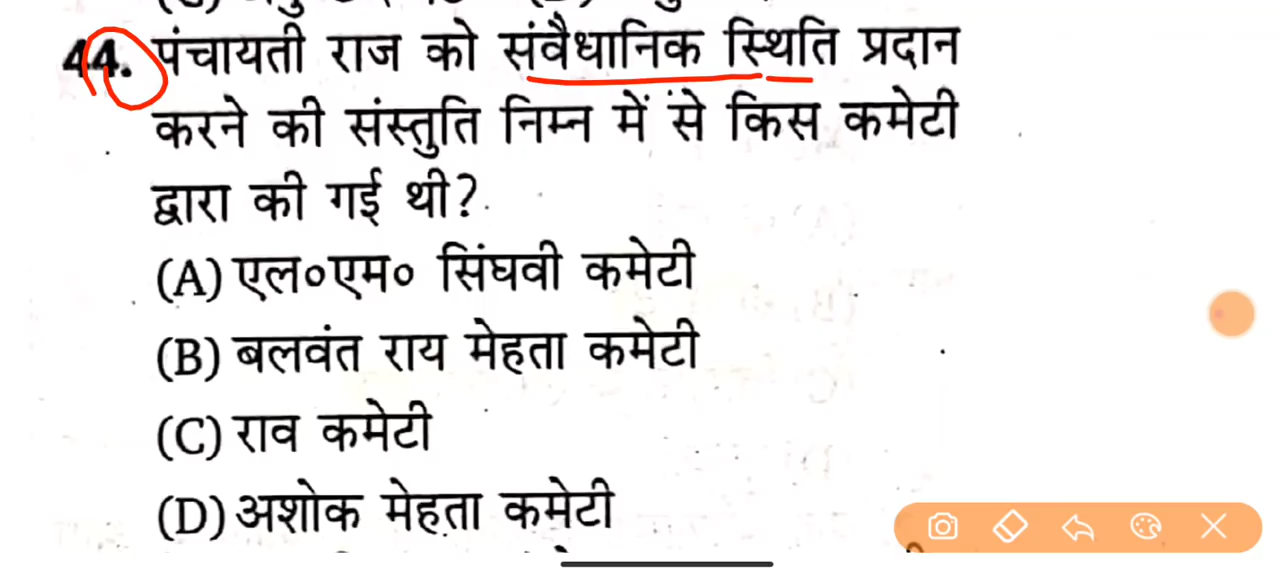 44. पंचायती राज को संवैधानिक स्थिति प्रदान
करने की संस्तुति निम्न में से किस कमेटी
द्वारा की गई थी?
(A) एल०एम० सिंघवी कमेटी
(B) बलवंत राय मेहता कमेटी
(C) राव कमेटी
(D) अशोक मेहता कमेटी